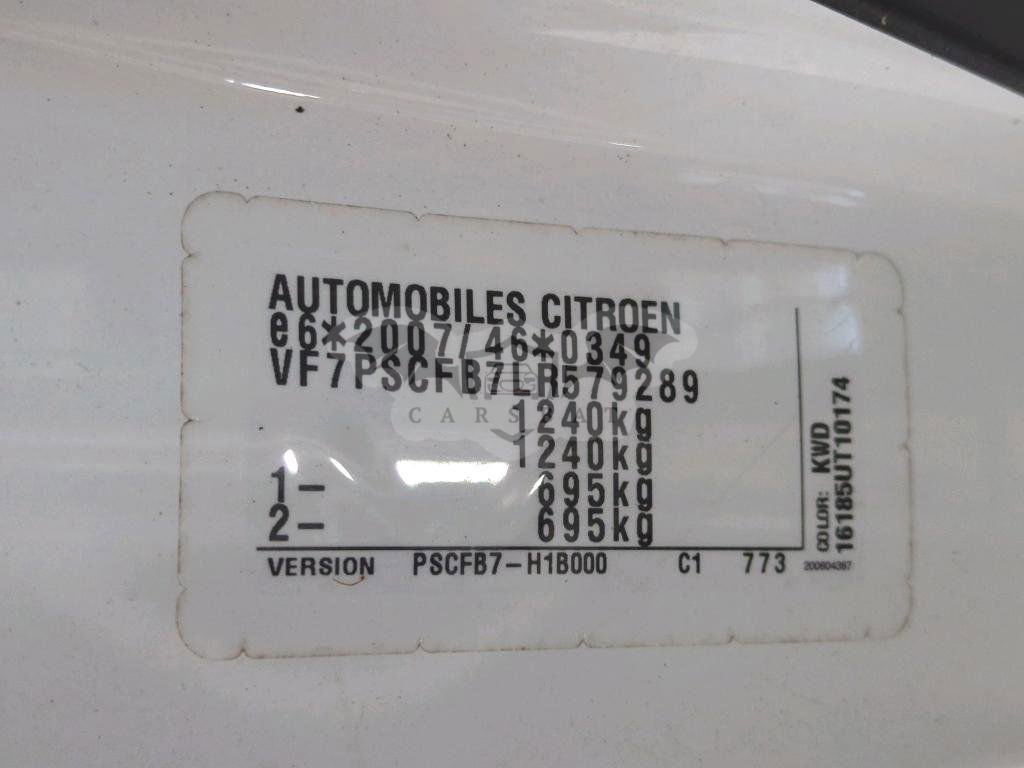 AUTOMOBILES CITROEN
e6*2007/46*0349
VF7PSCFB7LR579289
1240kg
1240kg
1- 695kg
2- 695kg
VERSION PSCFB7-H1B000 C1 773
COLOR: KWD
16185UT10174
200604367